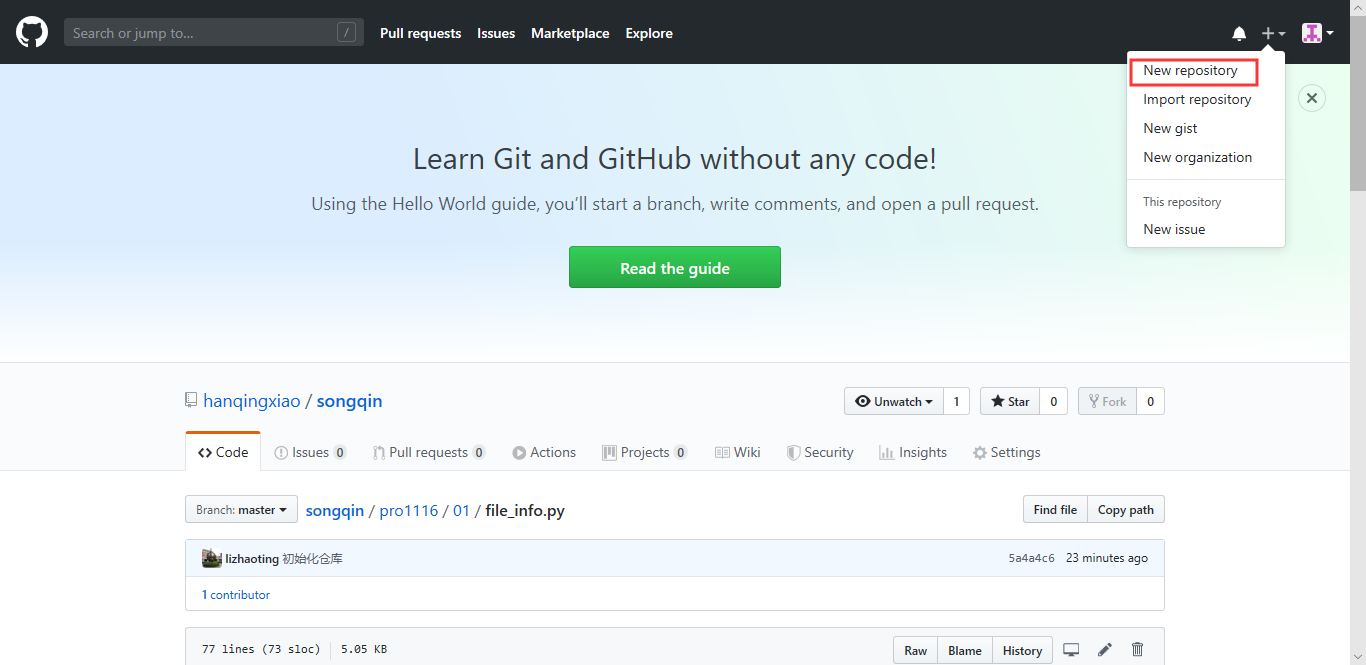 Search or jump to... /
Pull requests Issues Marketplace Explore
New repository
Import repository
New gist
New organization
This repository
New issue
Learn Git and GitHub without any code!
Using the Hello World guide, you’ll start a branch, write comments, and open a pull request.
Read the guide
hanqingxiao / songqin
Unwatch 1 Star 0 Fork 0
Code Issues 0 Pull requests 0 Actions Projects 0 Wiki Security Insights Settings
Branch: master songqin / pro1116 / 01 / file_info.py Find file Copy path
lizhaoting 初始化仓库 5a4a4c6 23 minutes ago
1 contributor
77 lines (73 sloc) 5.05 KB Raw Blame History